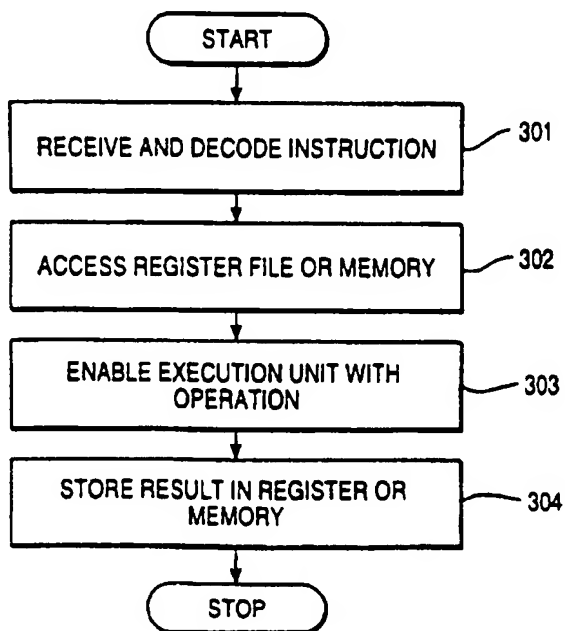 START
RECEIVE AND DECODE INSTRUCTION
301
ACCESS REGISTER FILE OR MEMORY
302
ENABLE EXECUTION UNIT WITH
OPERATION
303
STORE RESULT IN REGISTER OR
MEMORY
304
STOP